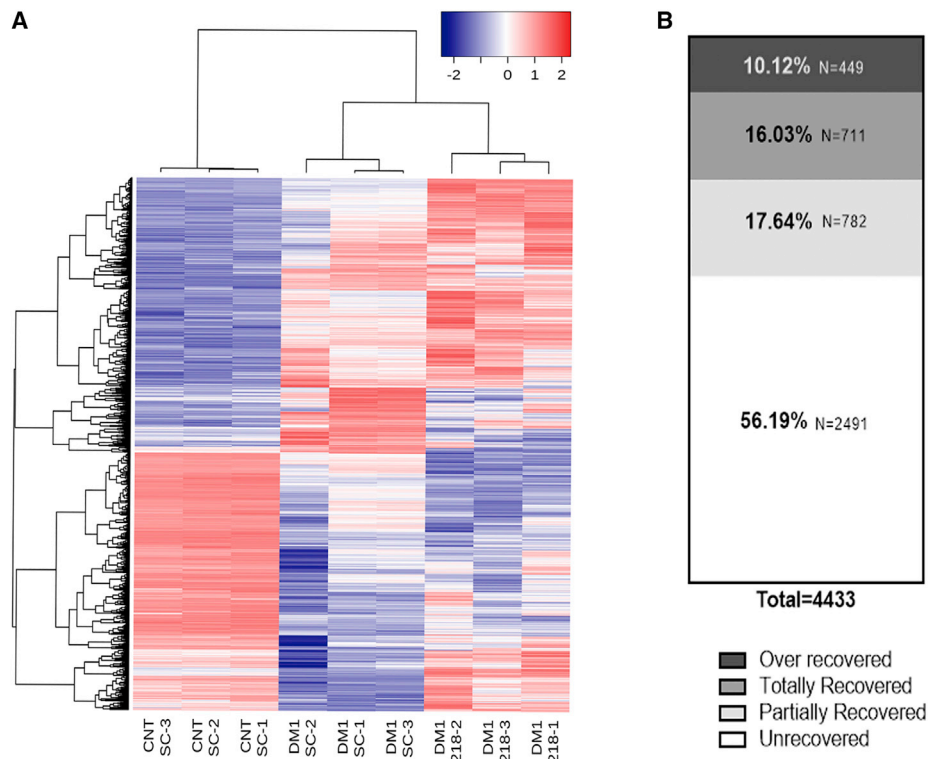 A
-2 0 1 2
CNT SC-3
CNT SC-2
CNT SC-1
DM1 SC-2
DM1 SC-1
DM1 SC-3
DM1 218-2
DM1 218-3
DM1 218-1
B
10.12% N=449
16.03% N=711
17.64% N=782
56.19% N=2491
Total=4433
Over recovered
Totally Recovered
Partially Recovered
Unrecovered